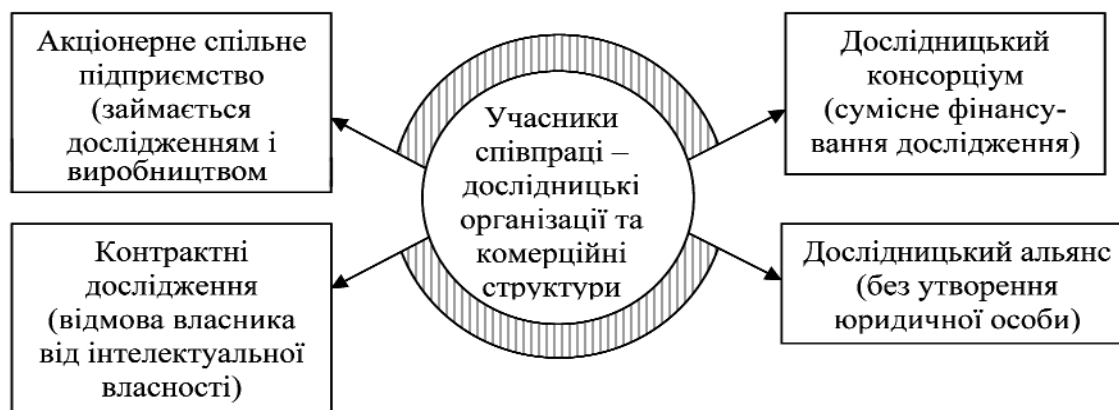 Акціонерне спільне
підприємство
(займається
дослідженням і
виробництвом
Контрактні
дослідження
(відмова власника
від інтелектуальної
власності)
Учасники
співпраці –
дослідницькі
організації та
комерційні
структури
Дослідницький
консорціум
(сумісне фінансу-
вання дослідження)
Дослідницький альянс
(без утворення
юридичної особи)